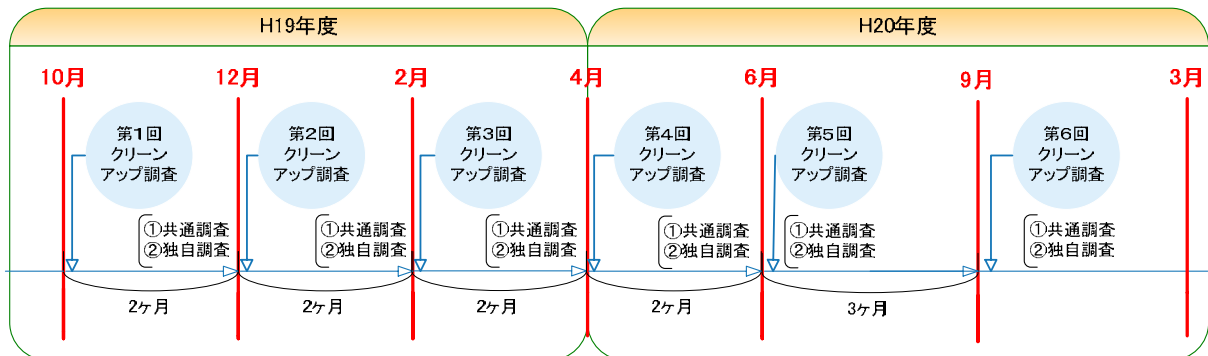 H19年度
H20年度
10月
12月
2月
4月
6月
9月
3月
第1回
クリーン
アップ調査
第2回
クリーン
アップ調査
第3回
クリーン
アップ調査
第4回
クリーン
アップ調査
第5回
クリーン
アップ調査
第6回
クリーン
アップ調査
①共通調査
②独自調査
①共通調査
②独自調査
①共通調査
②独自調査
①共通調査
②独自調査
①共通調査
②独自調査
①共通調査
②独自調査
2ヶ月
2ヶ月
2ヶ月
2ヶ月
3ヶ月